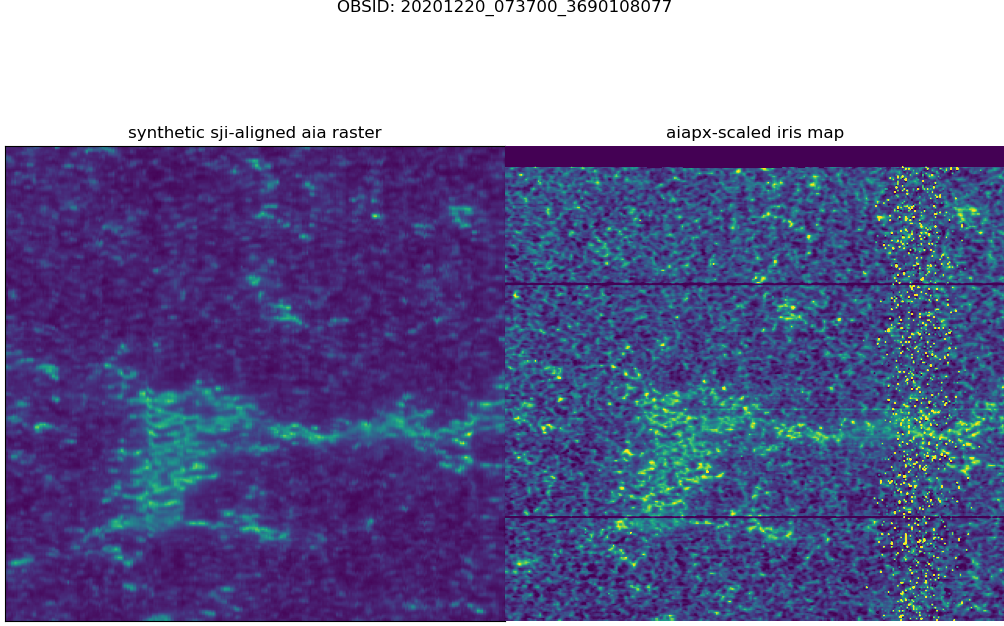 OBSID: 20201220_073700_3690108077
synthetic sji-aligned aia raster
aiapx-scaled iris map